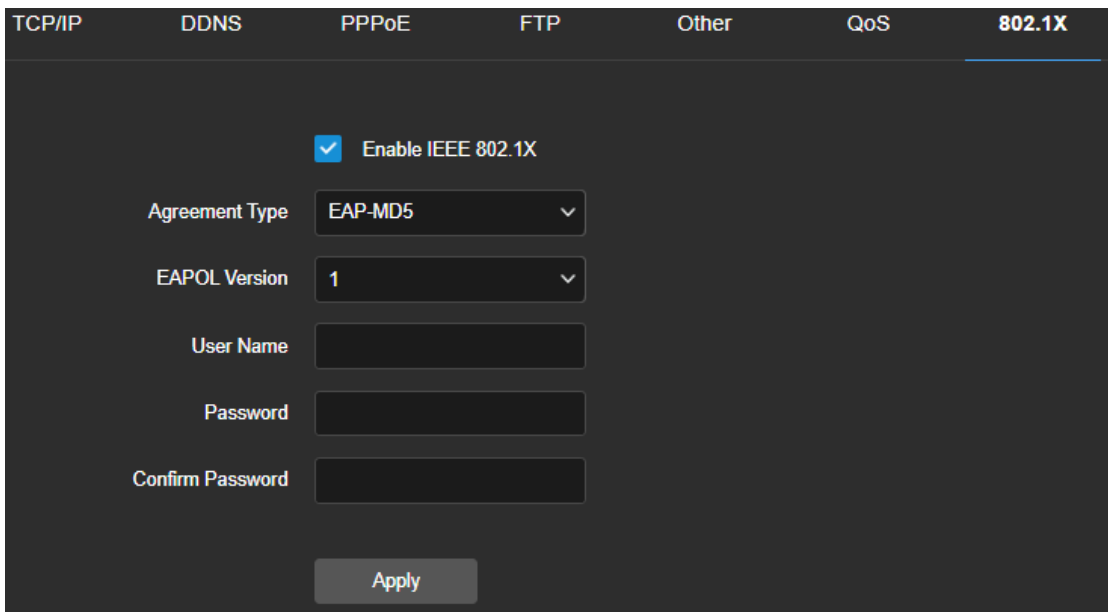 TCP/IP DDNS PPPoE FTP Other QoS 802.1X
Enable IEEE 802.1X
Agreement Type EAP-MD5
EAPOL Version 1
User Name
Password
Confirm Password
Apply